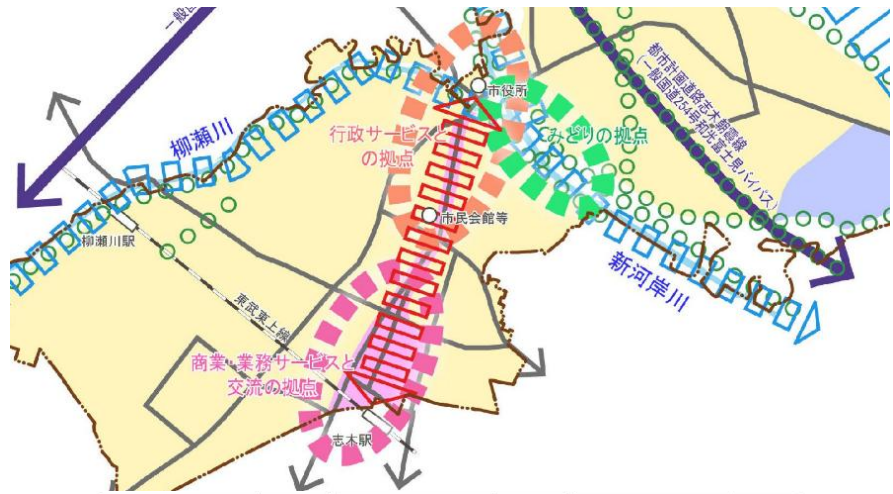 一般国
市役所
都市計画道路志木朝霞線
(一般国道254号和光富士見バイパス)
柳瀬川
行政サービスと
の拠点
みどりの拠点
市民会館等
柳瀬川駅
新河岸川
東武東上線
商業・業務サービスと
交流の拠点
志木駅